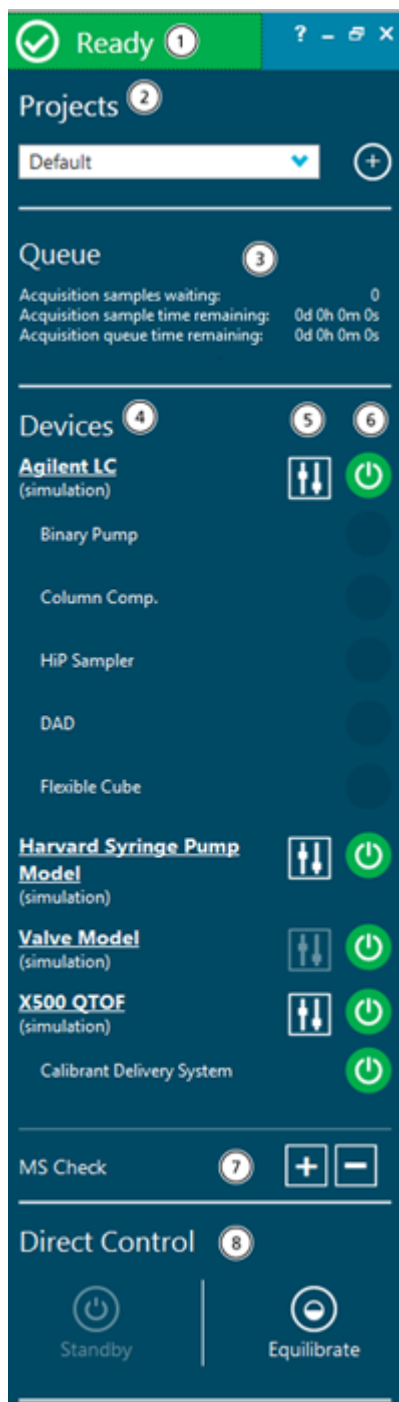 Ready 1 ? – X
Projects 2
Default +
Queue 3
Acquisition samples waiting: 0
Acquisition sample time remaining: 0d 0h 0m 0s
Acquisition queue time remaining: 0d 0h 0m 0s
Devices 4 5 6
Agilent LC
(simulation)
Binary Pump
Column Comp.
HiP Sampler
DAD
Flexible Cube
Harvard Syringe Pump
Model
(simulation)
Valve Model
(simulation)
X500 QTOF
(simulation)
Calibrant Delivery System
MS Check 7 + –
Direct Control 8
Standby Equilibrate